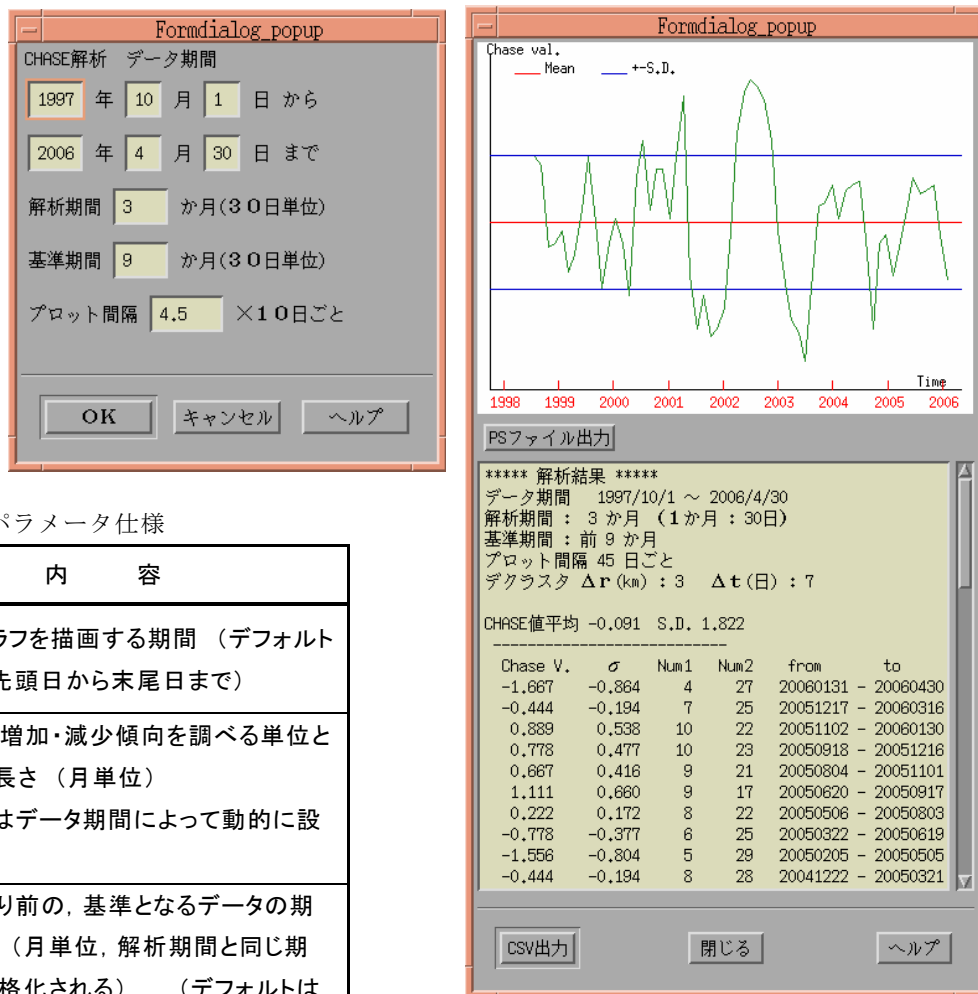 Formdialog_popup
CHASE解析 データ期間
1997 年 10 月 1 日 から
2006 年 4 月 30 日 まで
解析期間 3 か月(30日単位)
基準期間 9 か月(30日単位)
プロット間隔 4.5 ×10日ごと
OK キャンセル ヘルプ
パラメータ仕様
内 容
ラフを描画する期間 (デフォルト
先頭日から末尾日まで)
増加・減少傾向を調べる単位と
長さ (月単位)
はデータ期間によって動的に設
り前の, 基準となるデータの期
(月単位, 解析期間と同じ期
格化される) (デフォルトは
Formdialog_popup
Chase val.
Mean +-S.D.
Time
1998 1999 2000 2001 2002 2003 2004 2005 2006
PSファイル出力
***** 解析結果 *****
データ期間 1997/10/1 ～ 2006/4/30
解析期間 : 3 か月 (1か月 : 30日)
基準期間 : 前 9 か月
プロット間隔 45 日ごと
デクラスタ Δr(km) : 3 Δt(日) : 7
CHASE値平均 -0.091 S.D. 1.822
----------------------------
Chase V. σ Num1 Num2 from to
-1.667 -0.864 4 27 20060131 - 20060430
-0.444 -0.194 7 25 20051217 - 20060316
0.889 0.538 10 22 20051102 - 20060130
0.778 0.477 10 23 20050918 - 20051216
0.667 0.416 9 21 20050804 - 20051101
1.111 0.660 9 17 20050620 - 20050917
0.222 0.172 8 22 20050506 - 20050803
-0.778 -0.377 6 25 20050322 - 20050619
-1.556 -0.804 5 29 20050205 - 20050505
-0.444 -0.194 8 28 20041222 - 20050321
CSV出力 閉じる ヘルプ